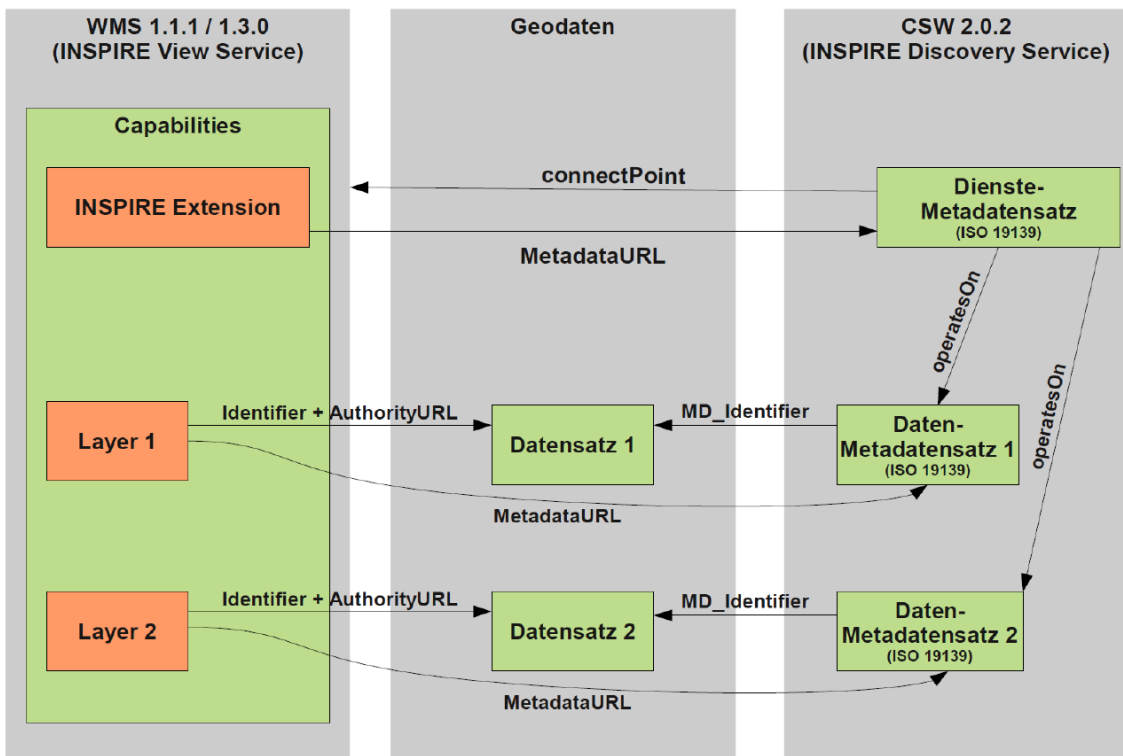 WMS 1.1.1 / 1.3.0
(INSPIRE View Service)
Geodaten
CSW 2.0.2
(INSPIRE Discovery Service)
Capabilities
INSPIRE Extension
connectPoint
MetadataURL
Dienste-
Metadatensatz
(ISO 19139)
operatesOn
operatesOn
Layer 1
Identifier + AuthorityURL
Datensatz 1
MD_Identifier
Daten-
Metadatensatz 1
(ISO 19139)
MetadataURL
Layer 2
Identifier + AuthorityURL
Datensatz 2
MD_Identifier
Daten-
Metadatensatz 2
(ISO 19139)
MetadataURL